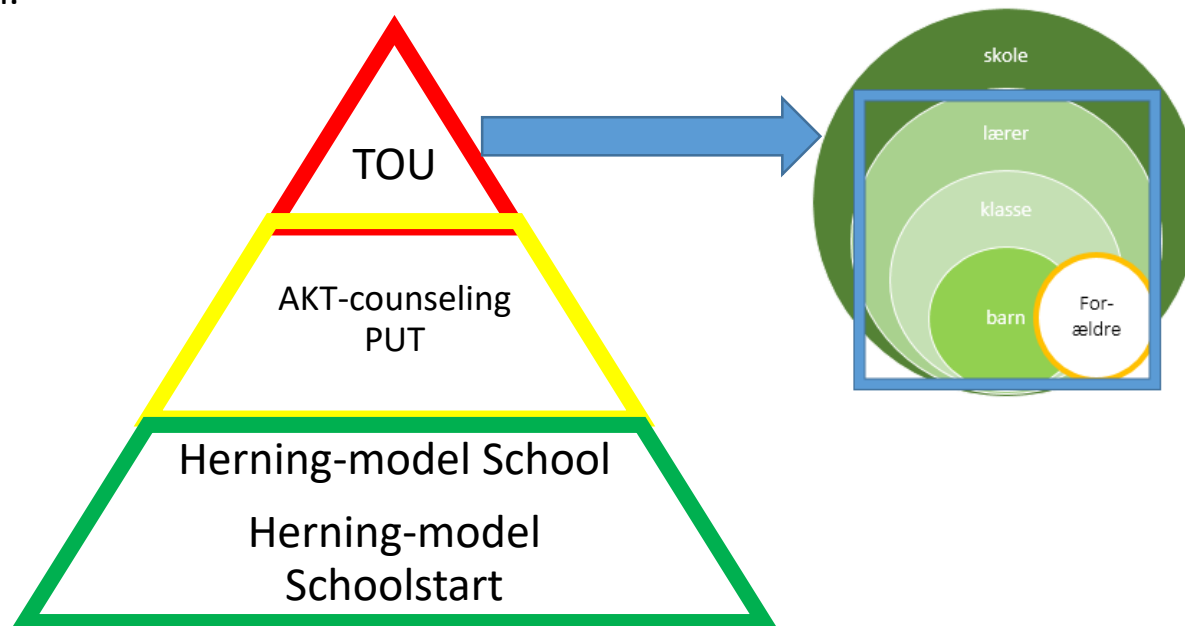 TOU
AKT-counseling
PUT
Herning-model School
Herning-model
Schoolstart
skole
lærer
klasse
barn
For-
ældre